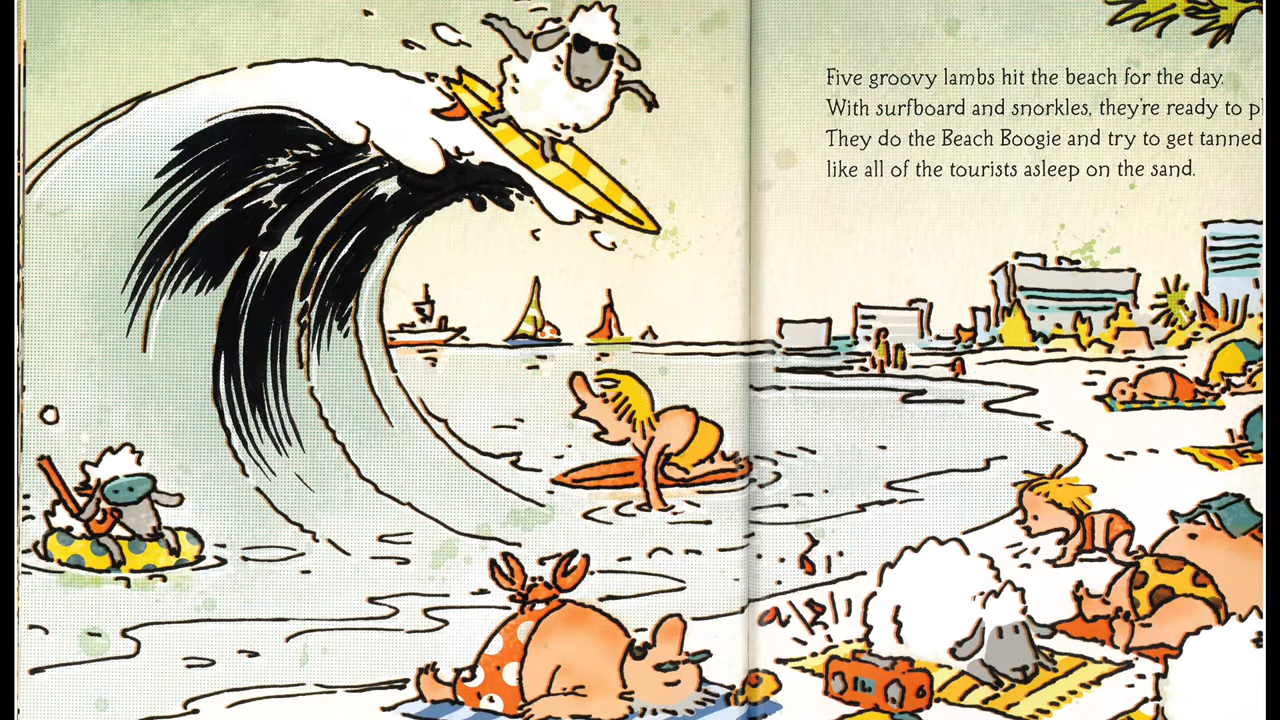 Five groovy lambs hit the beach for the day.
With surfboard and snorkles, they're ready to
They do the Beach Boogie and try to get tanned
like all of the tourists asleep on the sand.